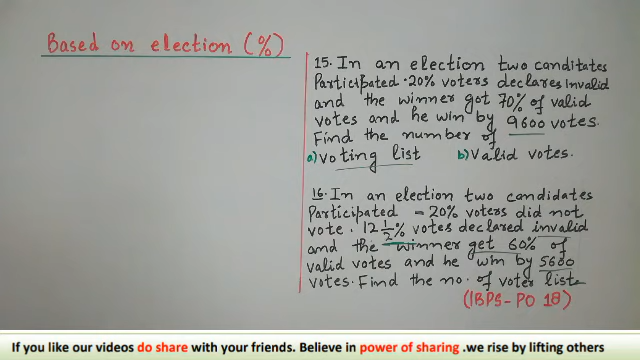 Based on election (%)
15. In an election two canditates
Participated. 20% voters declares invalid
and the winner got 70% of valid
votes and he win by 9600 votes.
Find the number of
a) Voting list b) Valid votes.
16. In an election two candidates
Participated – 20% voters did not
vote. 12 1/2% votes declared invalid
and the winner get 60% of
valid votes and he win by 5600
votes. Find the no. of voter list
(IBPS-PO 18)
If you like our videos do share with your friends. Believe in power of sharing .we rise by lifting others